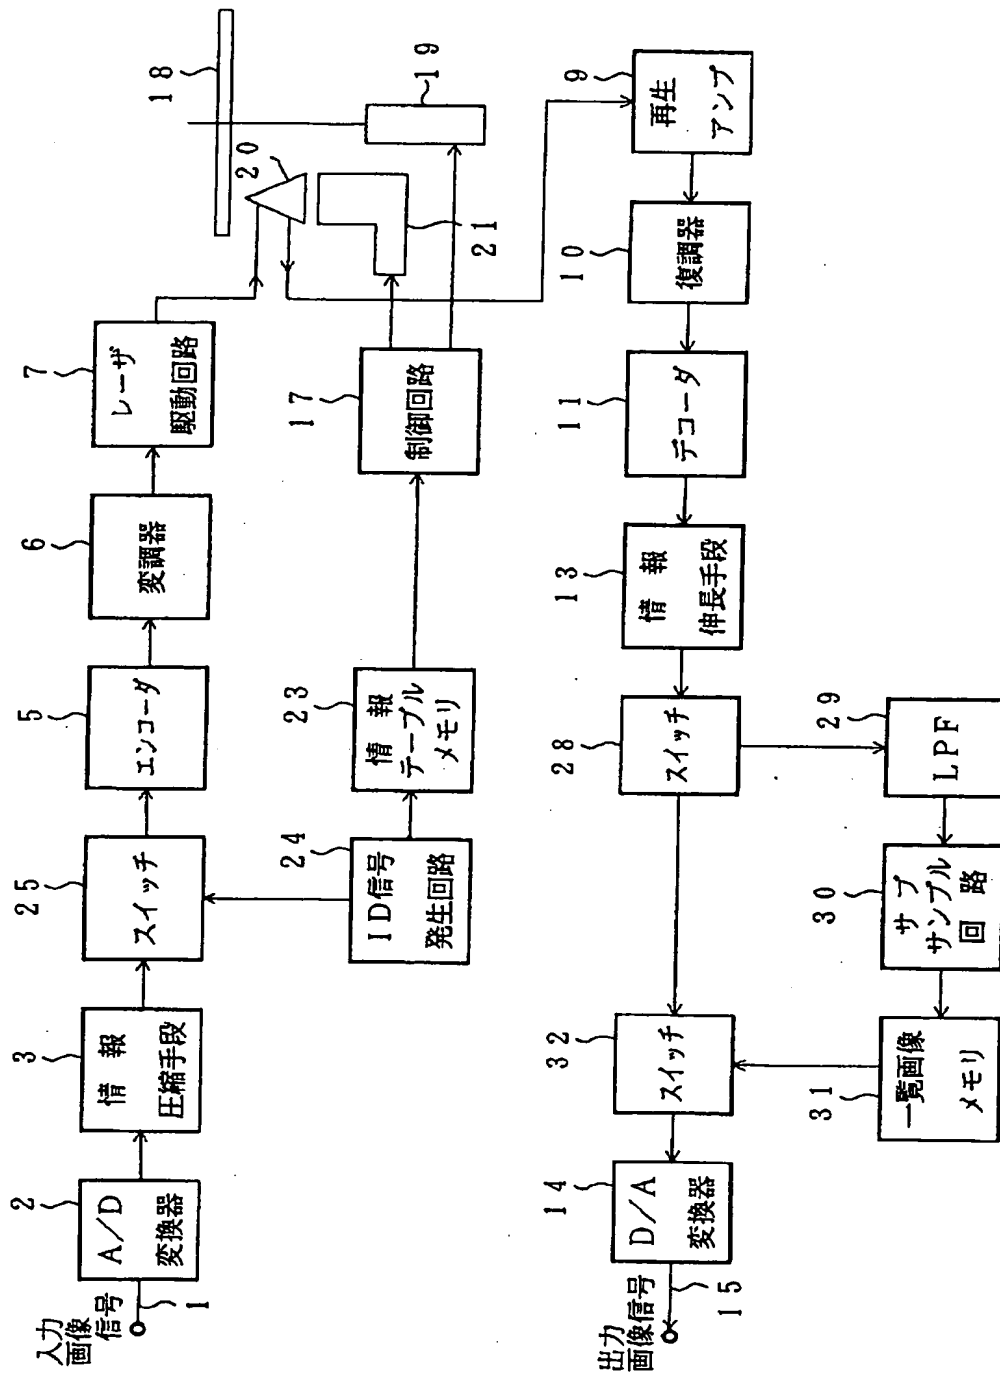 入力
画像
信号
1
2
A/D
変換器
3
情報
圧縮手段
25
スイッチ
5
エンコーダ
6
変調器
7
レーザ
駆動回路
18
20
19
21
24
ID信号
発生回路
23
情報
テーブル
メモリ
17
制御回路
9
再生
アンプ
10
復調器
11
デコーダ
13
情報
伸長手段
28
スイッチ
32
スイッチ
14
D/A
変換器
出力
画像信号
15
29
LPF
30
サブ
サンプル
回路
31
一覧画像
メモリ